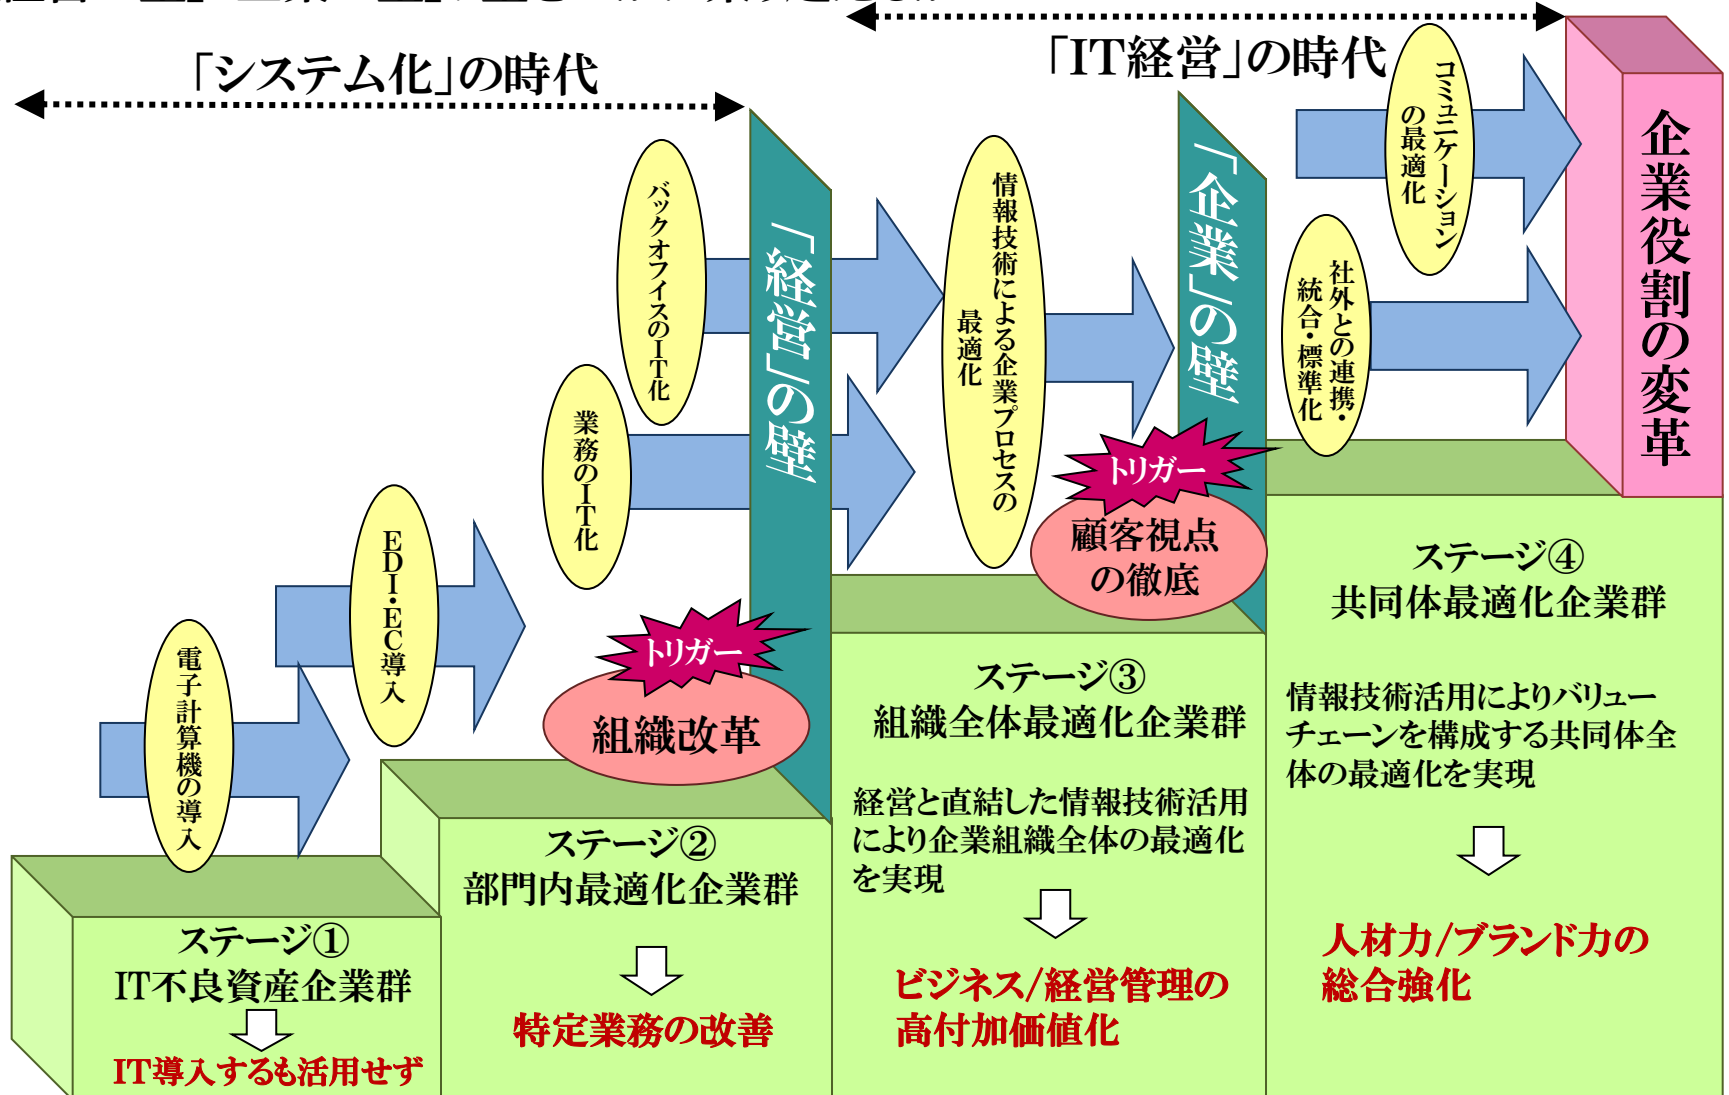 「システム化」の時代
「IT経営」の時代
コミュニケーション
の最適化
企業役割の変革
「企業」の壁
バックオフィスのIT化
情報技術による企業プロセスの
最適化
「経営」の壁
社外との連携・
統合・標準化
業務のIT化
トリガー
顧客視点
の徹底
EDI・EC導入
トリガー
組織改革
電子計算機の導入
ステージ①
IT不良資産企業群
IT導入するも活用せず
ステージ②
部門内最適化企業群
特定業務の改善
ステージ③
組織全体最適化企業群
経営と直結した情報技術活用
により企業組織全体の最適化
を実現
ビジネス/経営管理の
高付加価値化
ステージ④
共同体最適化企業群
情報技術活用によりバリュー
チェーンを構成する共同体全
体の最適化を実現
人材力/ブランド力の
総合強化